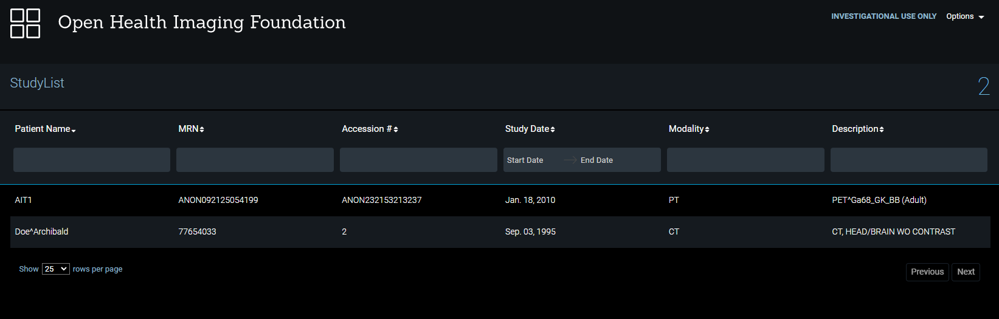 Open Health Imaging Foundation
INVESTIGATIONAL USE ONLY Options
StudyList 2
Patient Name MRN Accession # Study Date Modality Description
Start Date End Date
AIT1 ANON092125054199 ANON232153213237 Jan. 18, 2010 PT PET^Ga68_GK_BB (Adult)
Doe^Archibald 77654033 2 Sep. 03, 1995 CT CT, HEAD/BRAIN WO CONTRAST
Show 25 rows per page Previous Next